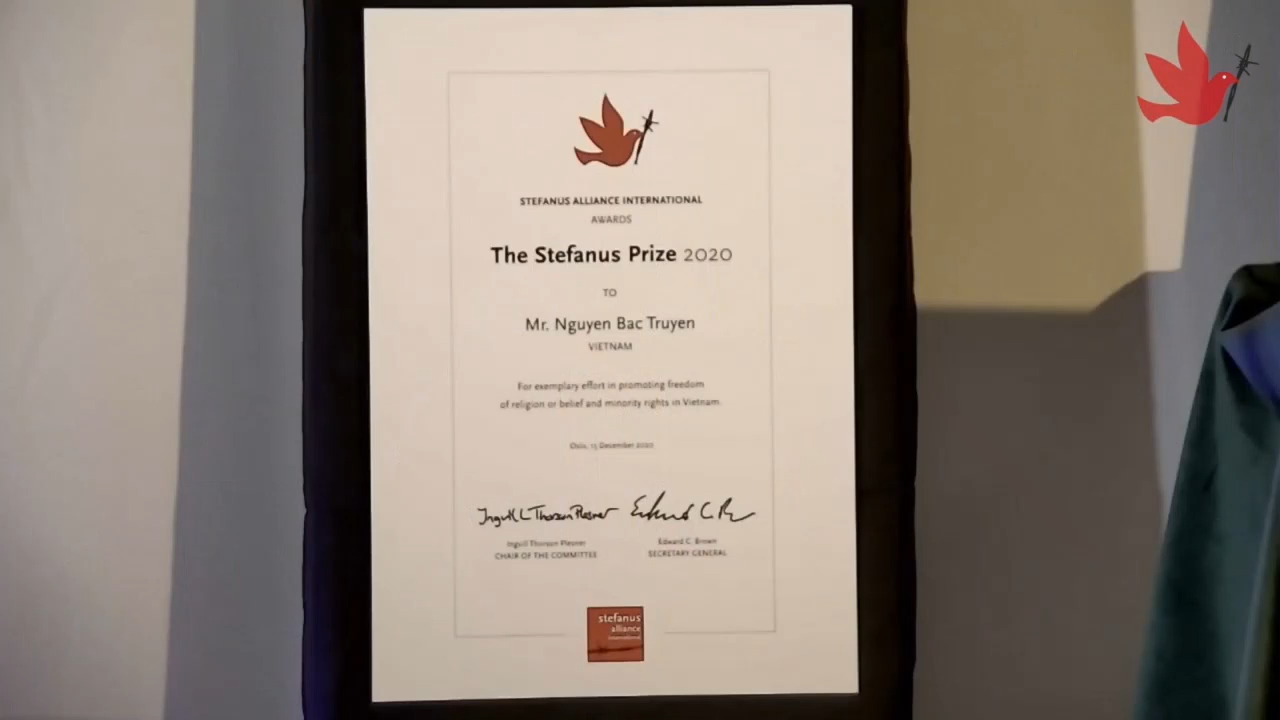 STEFANUS ALLIANCE INTERNATIONAL
AWARDS
The Stefanus Prize 2020
TO
Mr. Nguyen Bac Truyen
VIETNAM
For exemplary effort in promoting freedom
of religion or belief and minority rights in Vietnam.
Oslo, 13 December 2020
Ingvill Thorson Plesner
Edward C. Brown
CHAIR OF THE COMMITTEE
SECRETARY GENERAL
stefanus
alliance
international